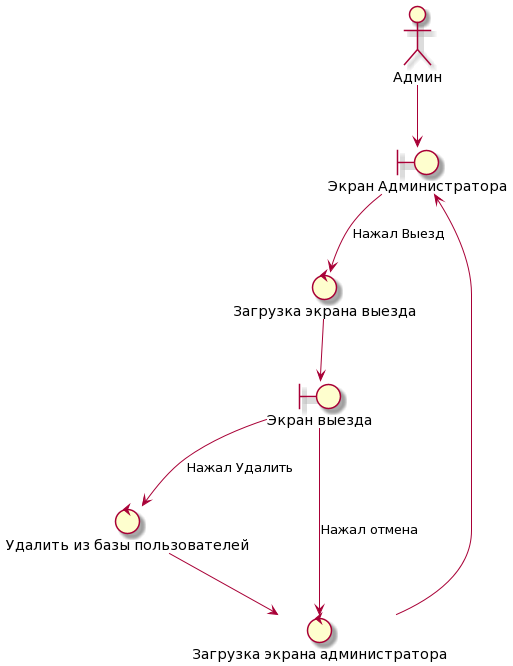 Админ
Экран Администратора
Нажал Выезд
Загрузка экрана выезда
Экран выезда
Нажал Удалить
Нажал отмена
Удалить из базы пользователей
Загрузка экрана администратора